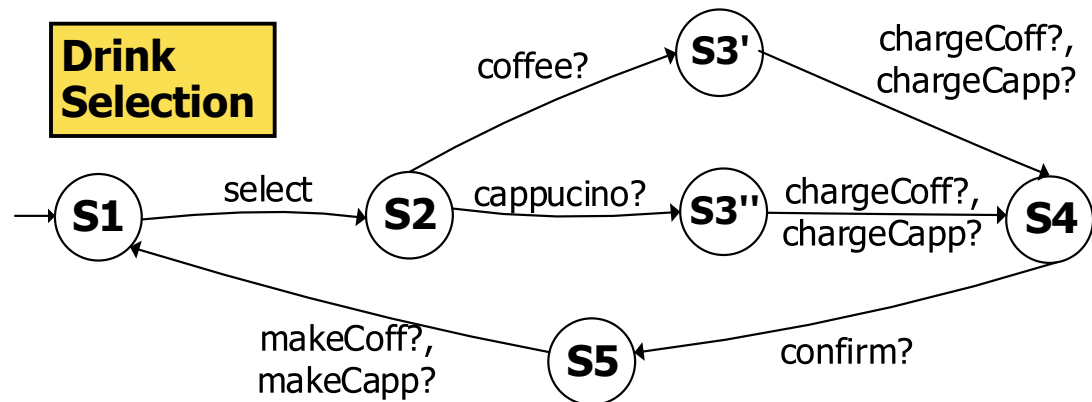 Drink
Selection
coffee?
S3'
chargeCoff?,
chargeCapp?
S1
select
S2
cappucino?
S3''
chargeCoff?,
chargeCapp?
S4
makeCoff?,
makeCapp?
S5
confirm?